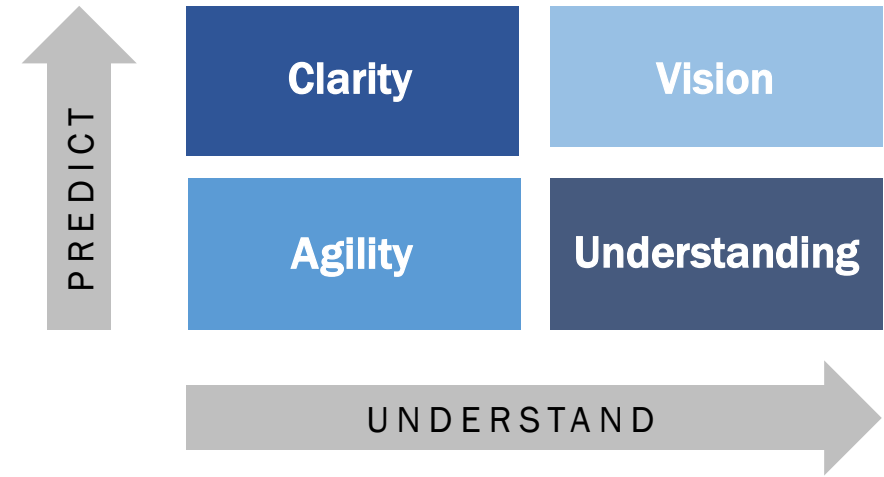 PREDICT
Clarity
Vision
Agility
Understanding
UNDERSTAND